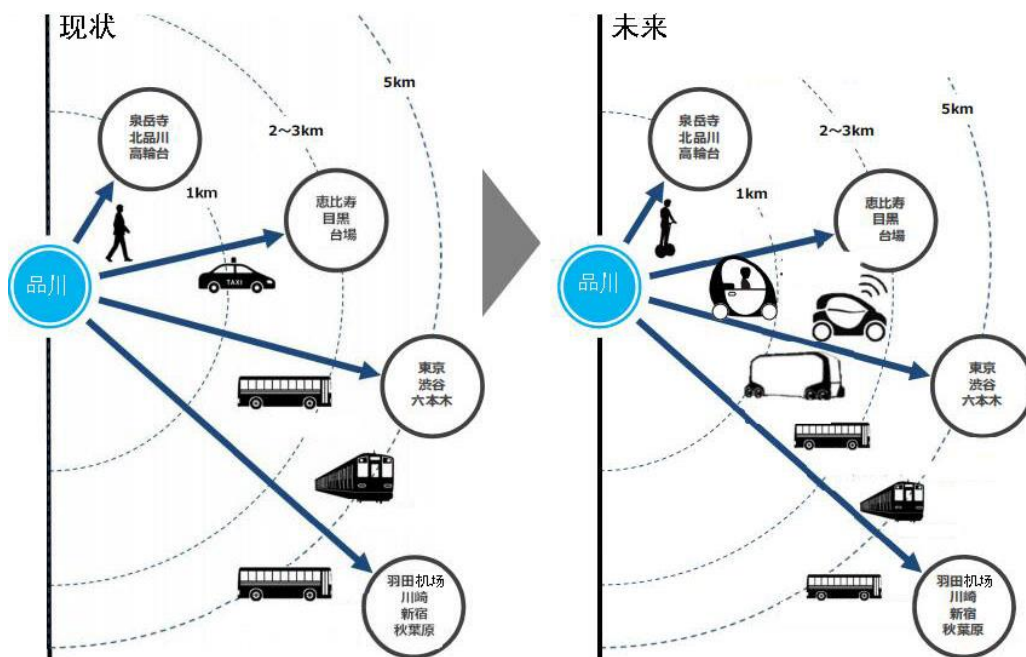 现状
5km
2～3km
1km
泉岳寺
北品川
高輪台
恵比寿
目黒
台場
品川
TAXI
東京
渋谷
六本木
羽田机场
川崎
新宿
秋葉原
未来
5km
2～3km
1km
泉岳寺
北品川
高輪台
恵比寿
目黒
台場
品川
東京
渋谷
六本木
羽田机场
川崎
新宿
秋葉原